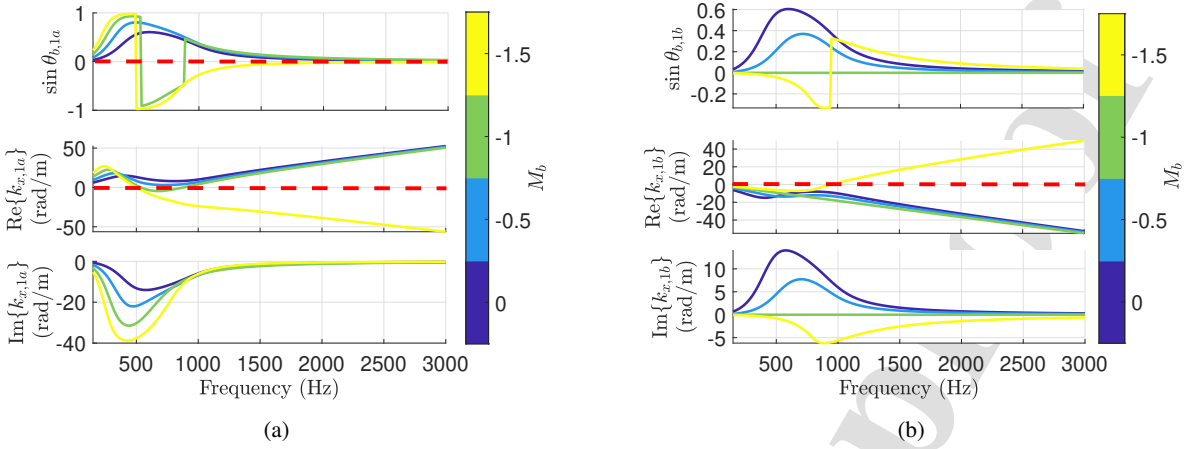 1
0
-1
sin θ_{b,1a}
50
0
-50
Re{k_{x,1a}}
(rad/m)
0
-20
-40
Im{k_{x,1a}}
(rad/m)
500 1000 1500 2000 2500 3000
Frequency (Hz)
-1.5
-1
-0.5
0
M_b
(a)
0.6
0.4
0.2
0
-0.2
sin θ_{b,1b}
40
20
0
-20
-40
Re{k_{x,1b}}
(rad/m)
10
5
0
-5
Im{k_{x,1b}}
(rad/m)
500 1000 1500 2000 2500 3000
Frequency (Hz)
-1.5
-1
-0.5
0
M_b
(b)